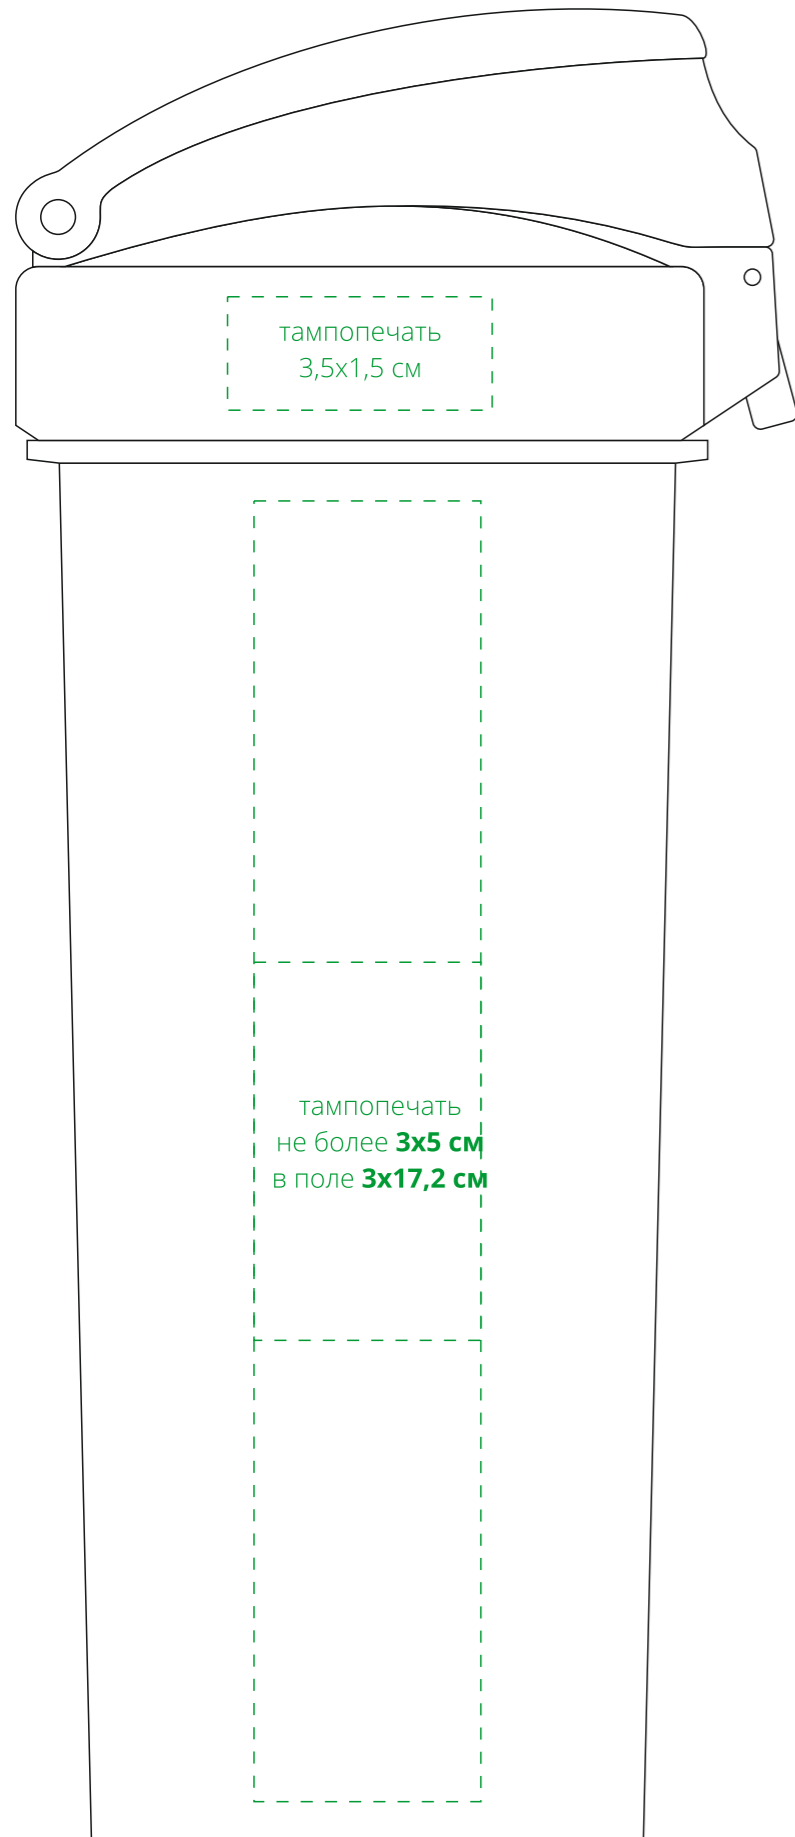 тампопечать
3,5х1,5 см
тампопечать
не более 3х5 см
в поле 3х17,2 см